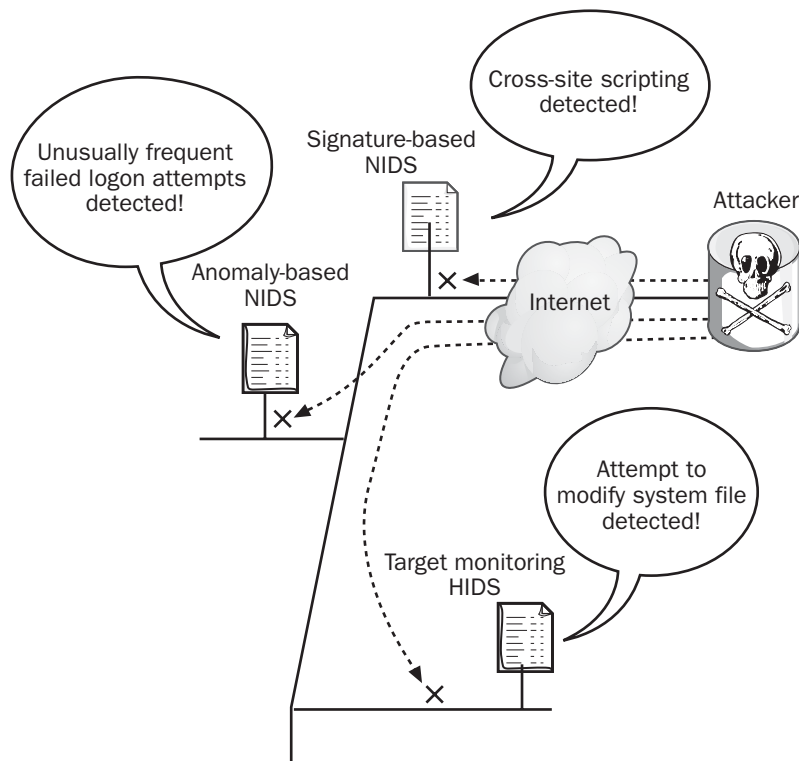 Cross-site scripting
detected!
Unusually frequent
failed logon attempts
detected!
Signature-based
NIDS
Attacker
Anomaly-based
NIDS
Internet
Attempt to
modify system file
detected!
Target monitoring
HIDS